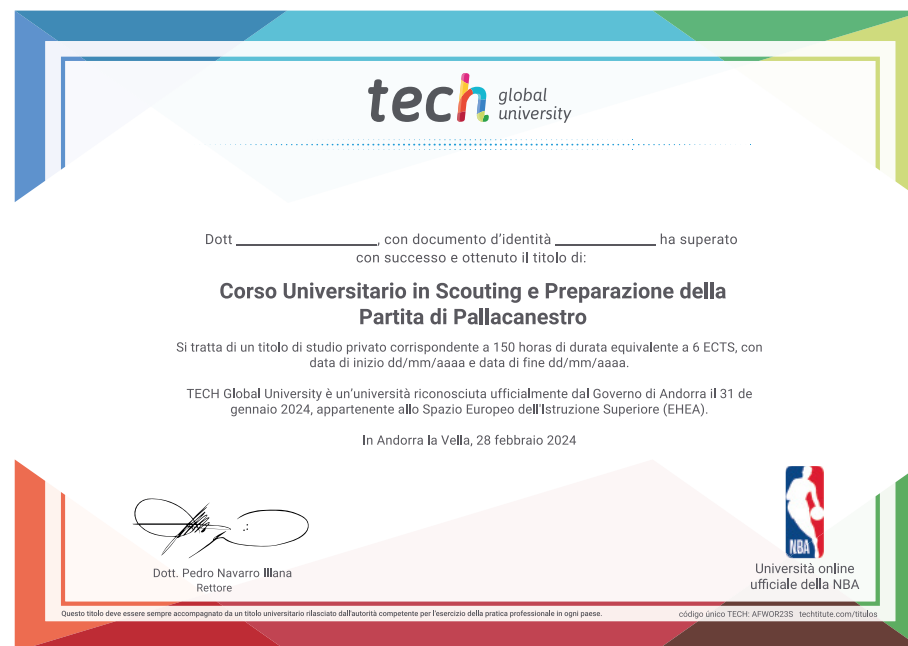 tech global university
Dott ____________, con documento d'identità ____________ ha superato
con successo e ottenuto il titolo di:
Corso Universitario in Scouting e Preparazione della
Partita di Pallacanestro
Si tratta di un titolo di studio privato corrispondente a 150 horas di durata equivalente a 6 ECTS, con
data di inizio dd/mm/aaaa e data di fine dd/mm/aaaa.
TECH Global University è un'università riconosciuta ufficialmente dal Governo di Andorra il 31 de
gennaio 2024, appartenente allo Spazio Europeo dell'Istruzione Superiore (EHEA).
In Andorra la Vella, 28 febbraio 2024
Dott. Pedro Navarro Illana
Rettore
NBA
Università online
ufficiale della NBA
Questo titolo deve essere sempre accompagnato da un titolo universitario rilasciato dall'autorità competente per l'esercizio della pratica professionale in ogni paese.
código único TECH: AFWOR23S techtitute.com/titulos